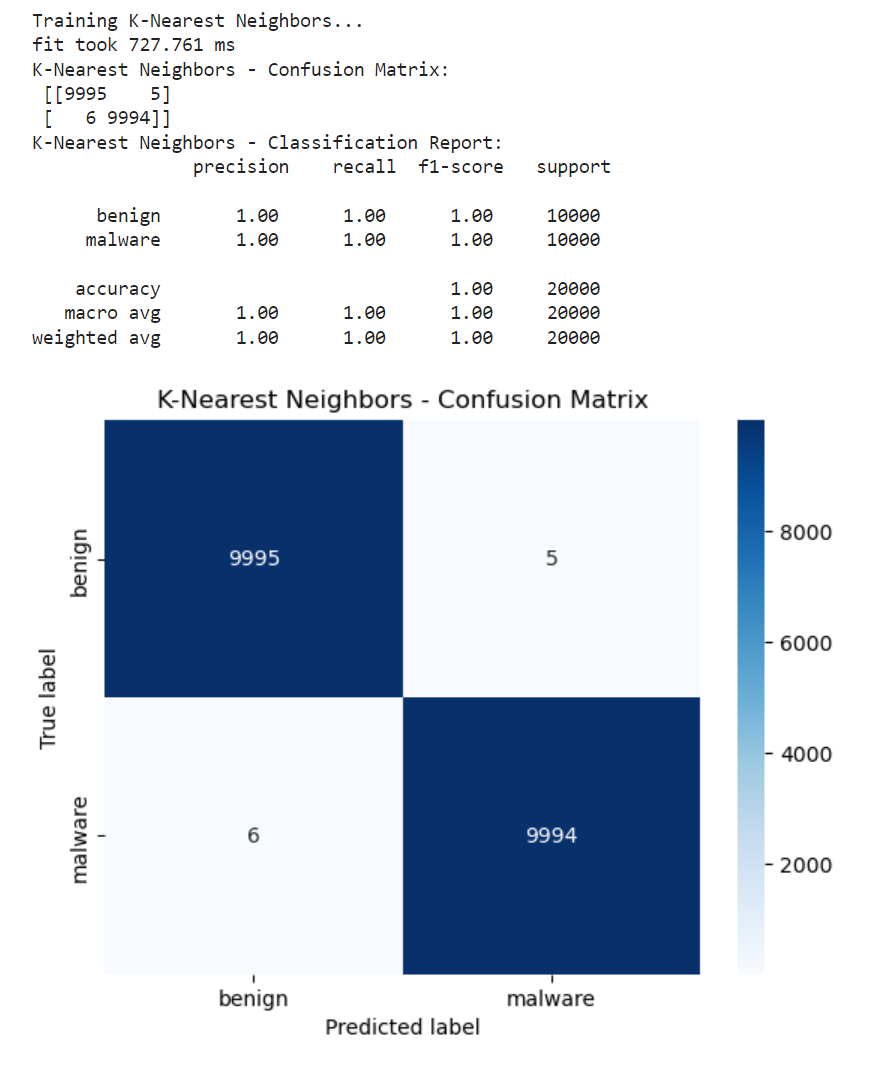 Training K-Nearest Neighbors...
fit took 727.761 ms
K-Nearest Neighbors - Confusion Matrix:
[[9995    5]
[   6 9994]]
K-Nearest Neighbors - Classification Report:
precision    recall  f1-score   support
benign       1.00      1.00      1.00     10000
malware       1.00      1.00      1.00     10000
accuracy                           1.00     20000
macro avg       1.00      1.00      1.00     20000
weighted avg       1.00      1.00      1.00     20000
K-Nearest Neighbors - Confusion Matrix
True label
benign
malware
9995
5
6
9994
8000
6000
4000
2000
benign
malware
Predicted label